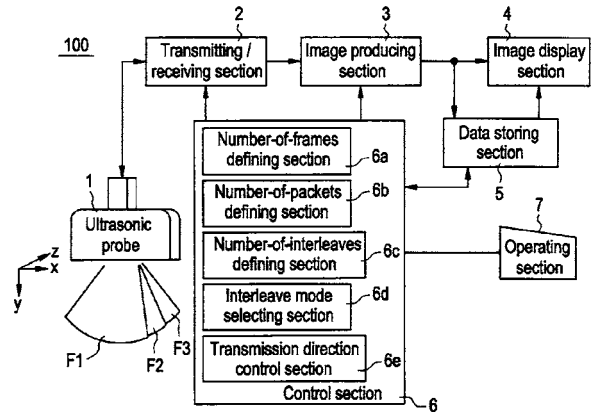 100
2
Transmitting /
receiving section
3
Image producing
section
4
Image display
section
Data storing
section
5
Number-of-frames
defining section
6a
Number-of-packets
defining section
6b
Number-of-interleaves
defining section
6c
Interleave mode
selecting section
6d
Transmission direction
control section
6e
Control section
6
7
Operating
section
1
Ultrasonic
probe
z
x
y
F1
F2
F3